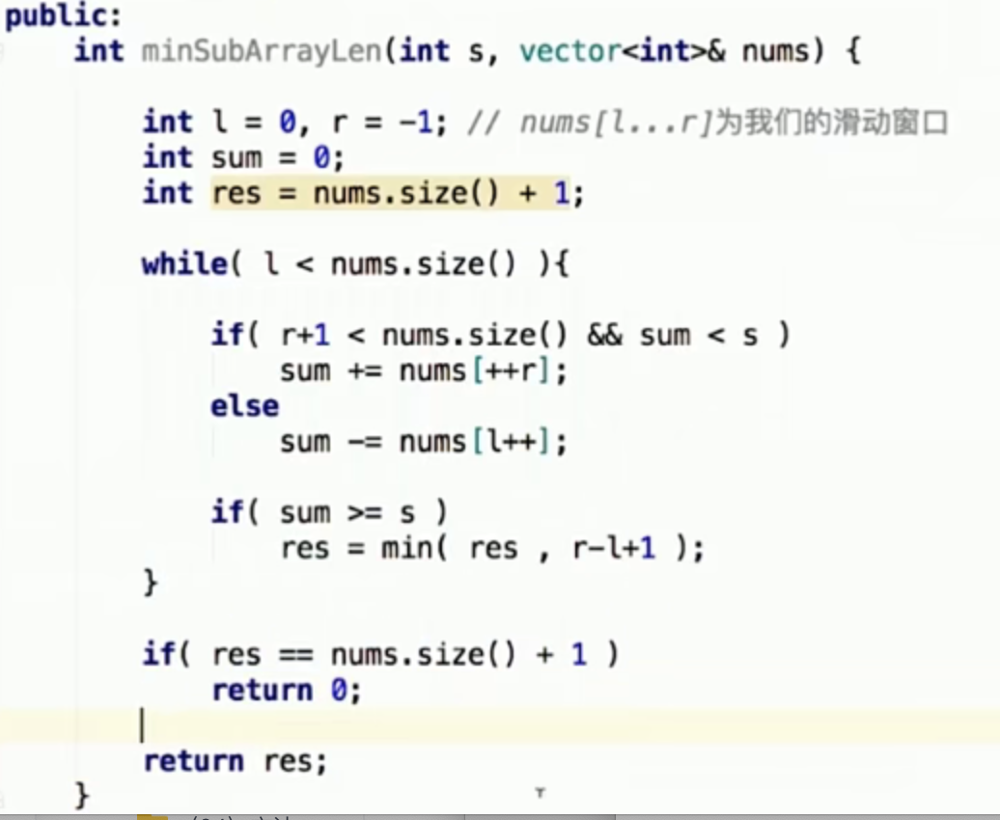 public:
    int minSubArrayLen(int s, vector<int>& nums) {
        int l = 0, r = -1; // nums[l...r]为我们的滑动窗口
        int sum = 0;
        int res = nums.size() + 1;
        while( l < nums.size() ){
            if( r+1 < nums.size() && sum < s )
                sum += nums[++r];
            else
                sum -= nums[l++];
            if( sum >= s )
                res = min( res , r-l+1 );
        }
        if( res == nums.size() + 1 )
            return 0;
        return res;
    }